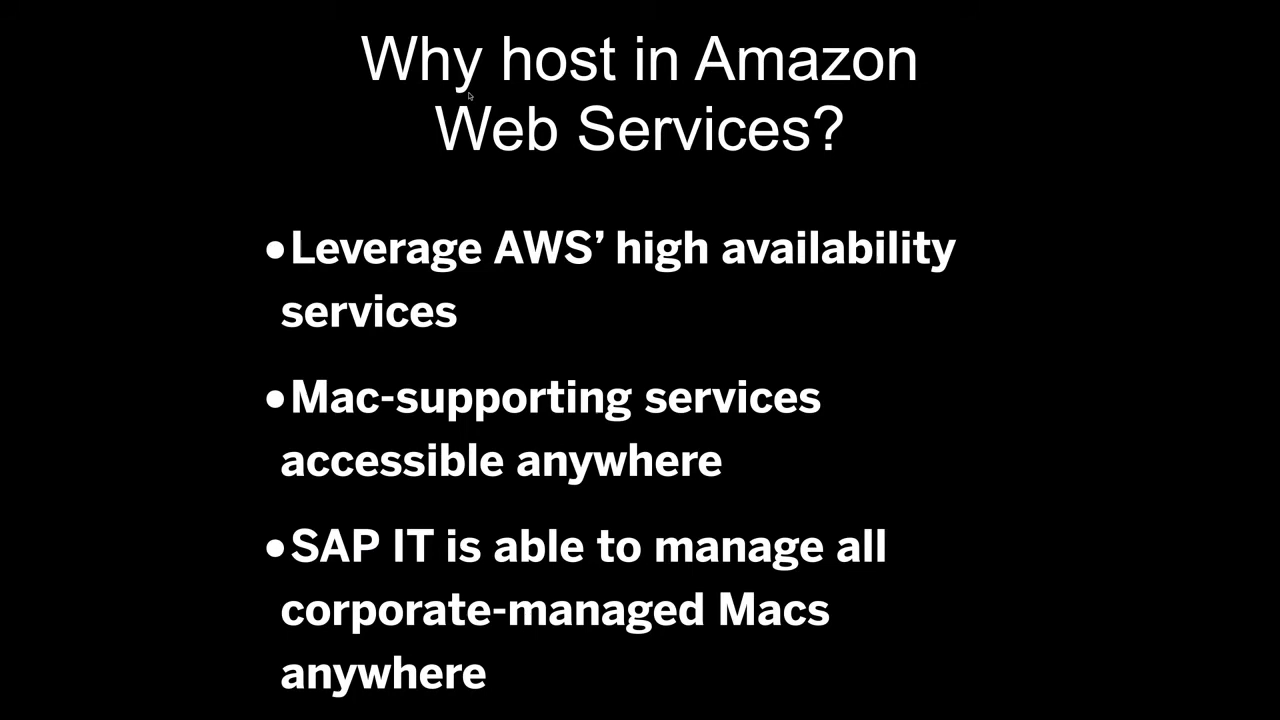 Why host in Amazon
Web Services?
•Leverage AWS’ high availability
services
•Mac-supporting services
accessible anywhere
•SAP IT is able to manage all
corporate-managed Macs
anywhere